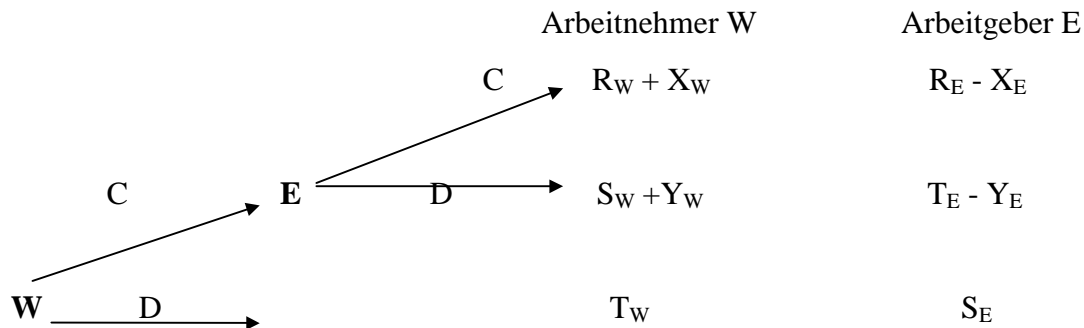 Arbeitnehmer W Arbeitgeber E
C R_W + X_W R_E - X_E
C E D S_W +Y_W T_E - Y_E
W D T_W S_E